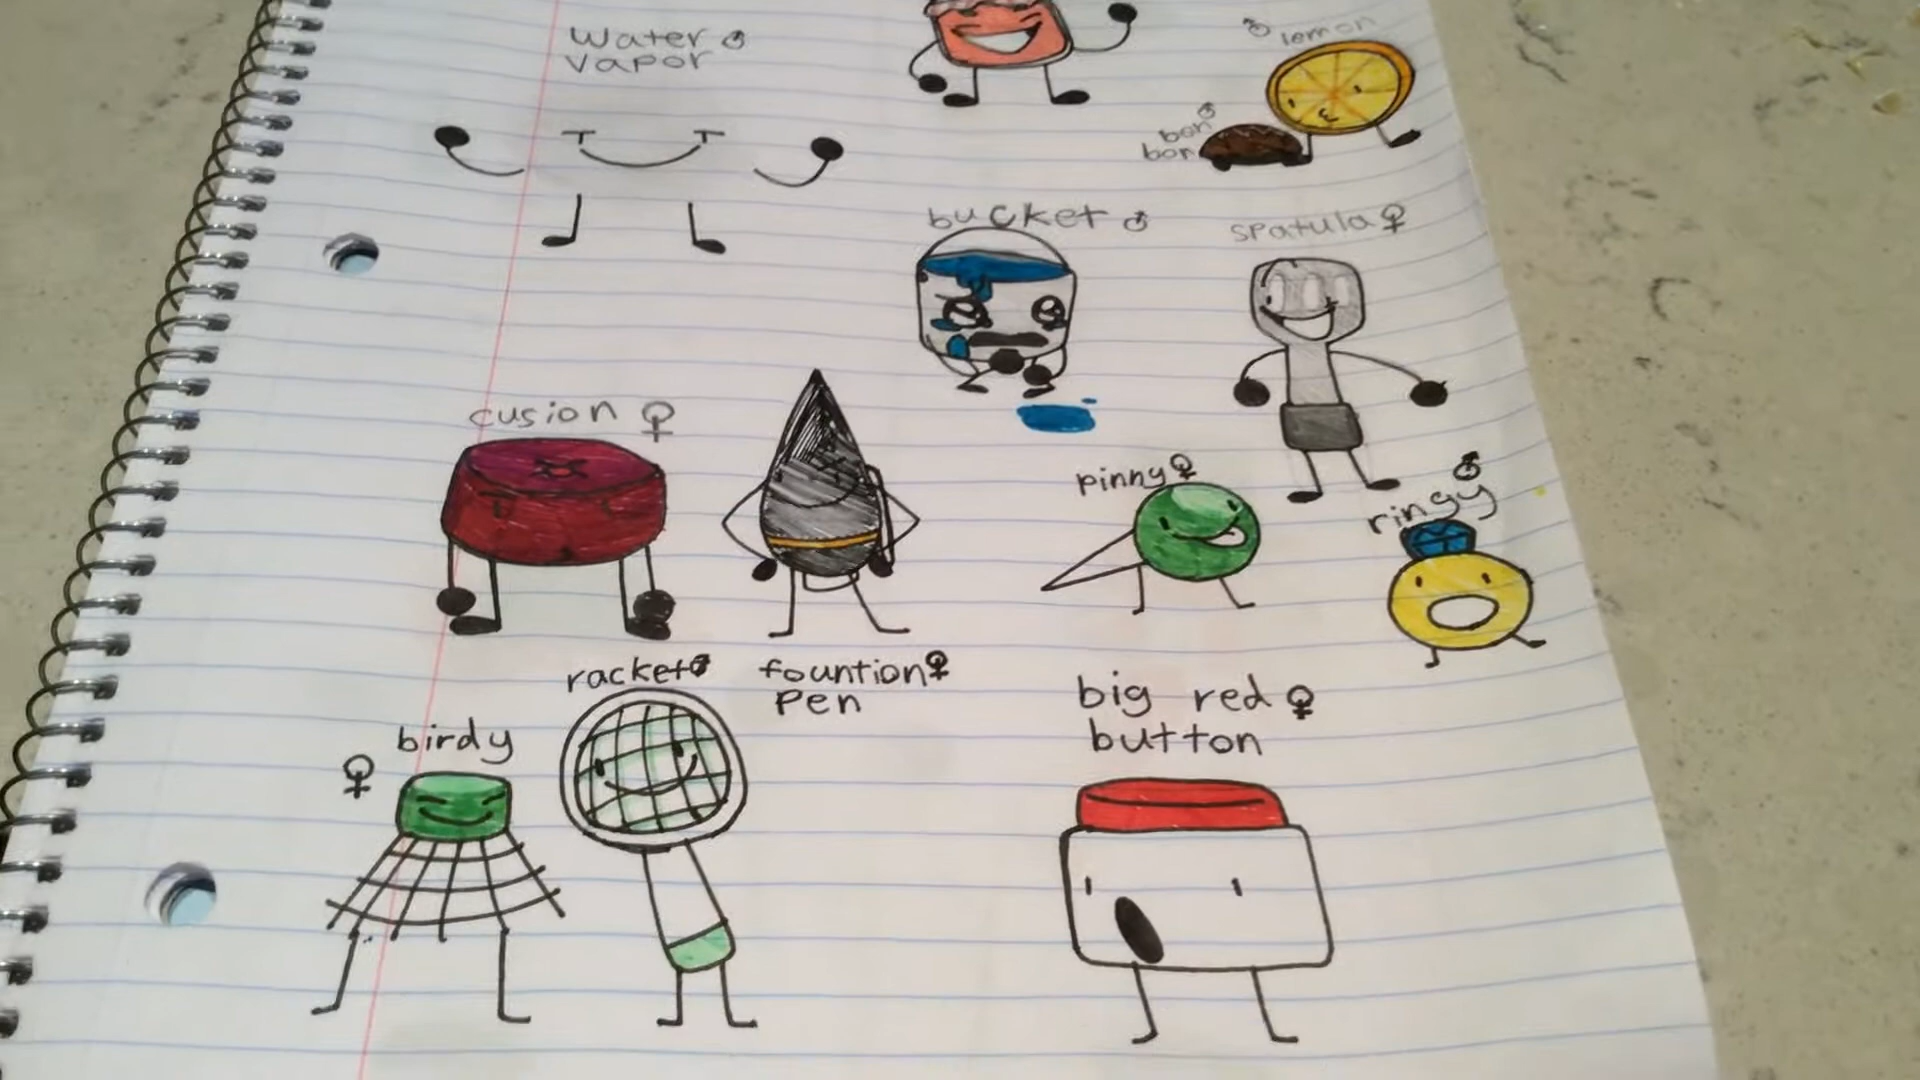 water ♂
vapor
♂ lemon
bon ♂
bon
bucket ♂
spatula ♀
cusion ♀
pinny ♀
ringy ♂
racket ♂
fountion ♀
pen
big red ♀
button
birdy
♀